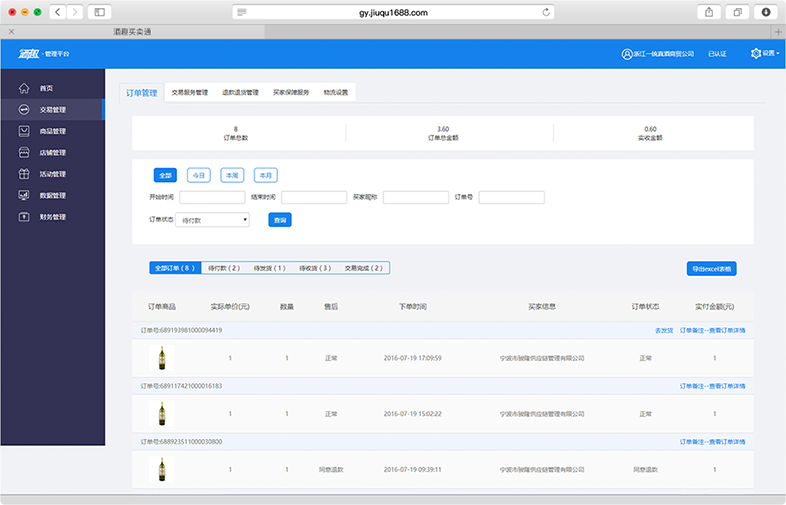 gy.jiuqu1688.com
酒趣买卖通
酒趣 · 管理平台
浙江一统真酒商贸公司 已认证 设置
首页
交易管理
商品管理
店铺管理
活动管理
数据管理
财务管理
订单管理 交易服务管理 退款退货管理 买家保障服务 物流设置
8 3.60 0.60
订单总数 订单总金额 实收金额
全部 今日 本周 本月
开始时间 结束时间 买家昵称 订单号
订单状态 待付款 查询
全部订单 ( 8 ) 待付款 ( 2 ) 待发货 ( 1 ) 待收货 ( 3 ) 交易完成 ( 2 ) 导出excel表格
订单商品 实际单价(元) 数量 售后 下单时间 买家信息 订单状态 实付金额(元)
订单号:689193981000094419 去发货 订单备注--查看订单详情
1 1 正常 2016-07-19 17:09:59 宁波市骏隆供应链管理有限公司 正常 1
订单号:689117421000016183 订单备注--查看订单详情
1 1 正常 2016-07-19 15:02:22 宁波市骏隆供应链管理有限公司 正常 1
订单号:688923511000030800 订单备注--查看订单详情
1 1 同意退款 2016-07-19 09:39:11 宁波市骏隆供应链管理有限公司 同意退款 1